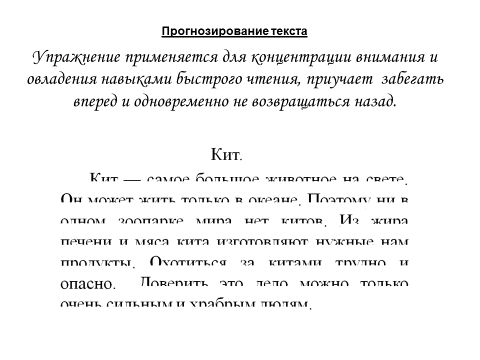 Прогнозирование текста
Упражнение применяется для концентрации внимания и
овладения навыками быстрого чтения, приучает забегать
вперед и одновременно не возвращаться назад.
Кит.
Кит — самое большое животное на свете.
Он может жить только в океане. Поэтому ни в
одном зоопарке мира нет китов. Из жира
печени и мяса кита изготовляют нужные нам
продукты. Охотиться за китами трудно и
опасно. Доверить это дело можно только
очень сильным и храбрым людям.